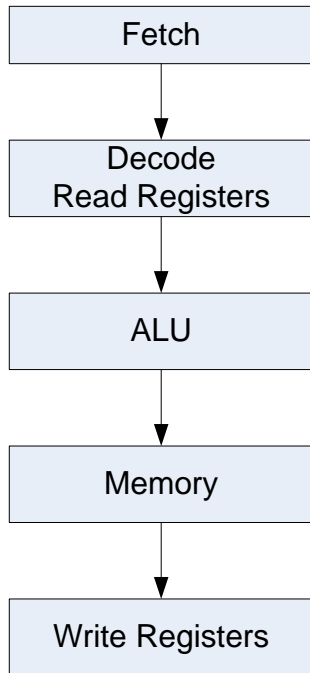 Fetch
Decode
Read Registers
ALU
Memory
Write Registers